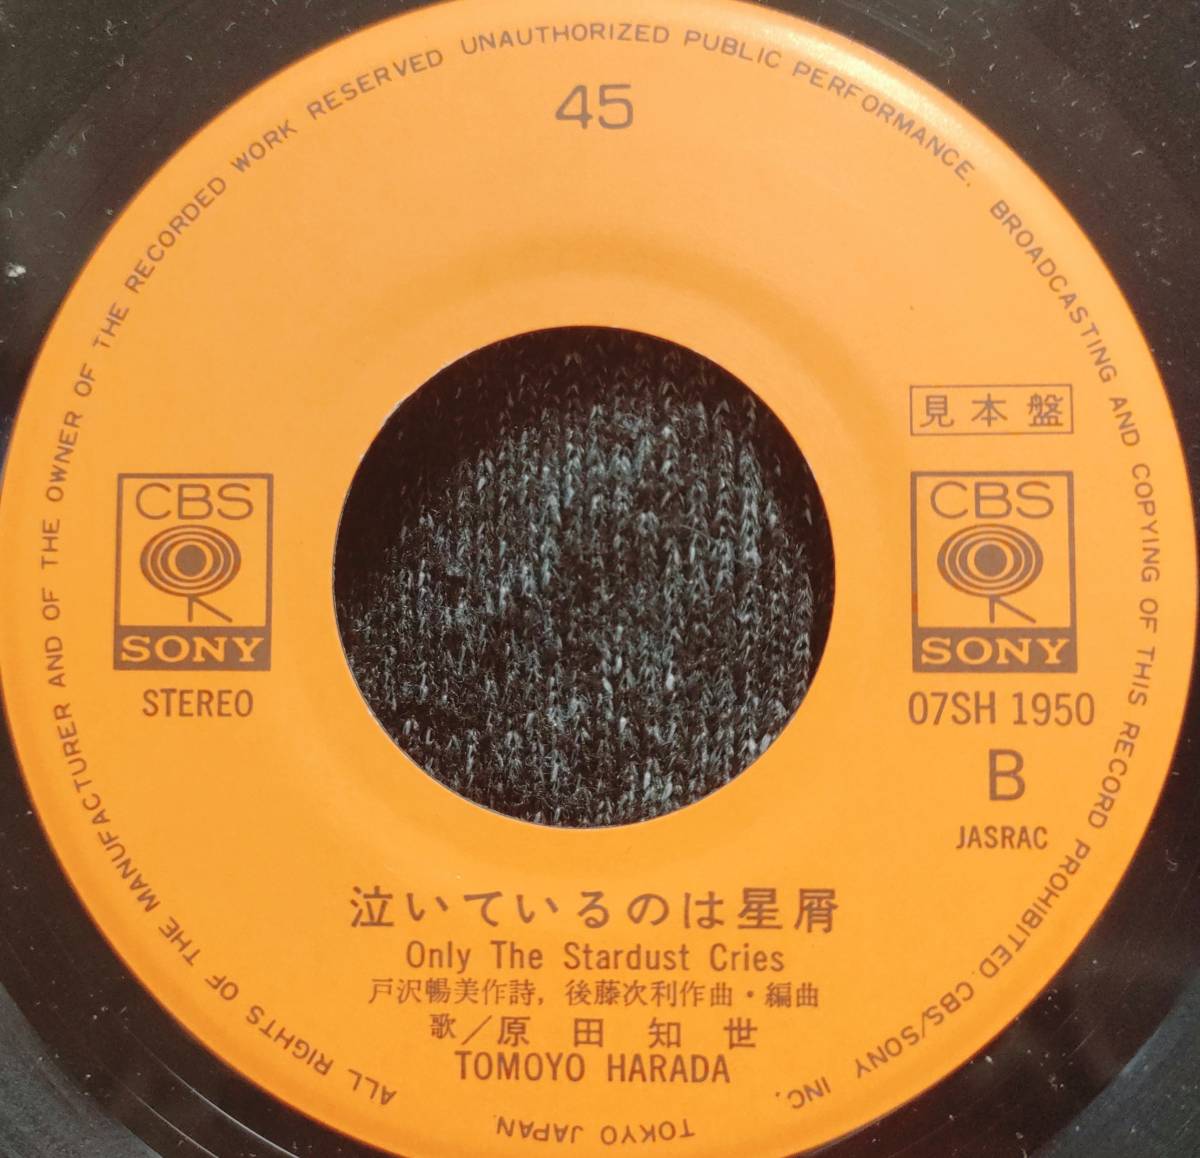 ALL RIGHTS OF THE MANUFACTURER AND OF THE OWNER OF THE RECORDED WORK RESERVED UNAUTHORIZED PUBLIC PERFORMANCE. BROADCASTING AND COPYING OF THIS RECORD PROHIBITED. CBS/SONY INC. TOKYO JAPAN.
45
見本盤
CBS
SONY
STEREO
CBS
SONY
07SH 1950
B
JASRAC
泣いているのは星屑
Only The Stardust Cries
戸沢暢美作詩, 後藤次利作曲・編曲
歌/原田知世
TOMOYO HARADA